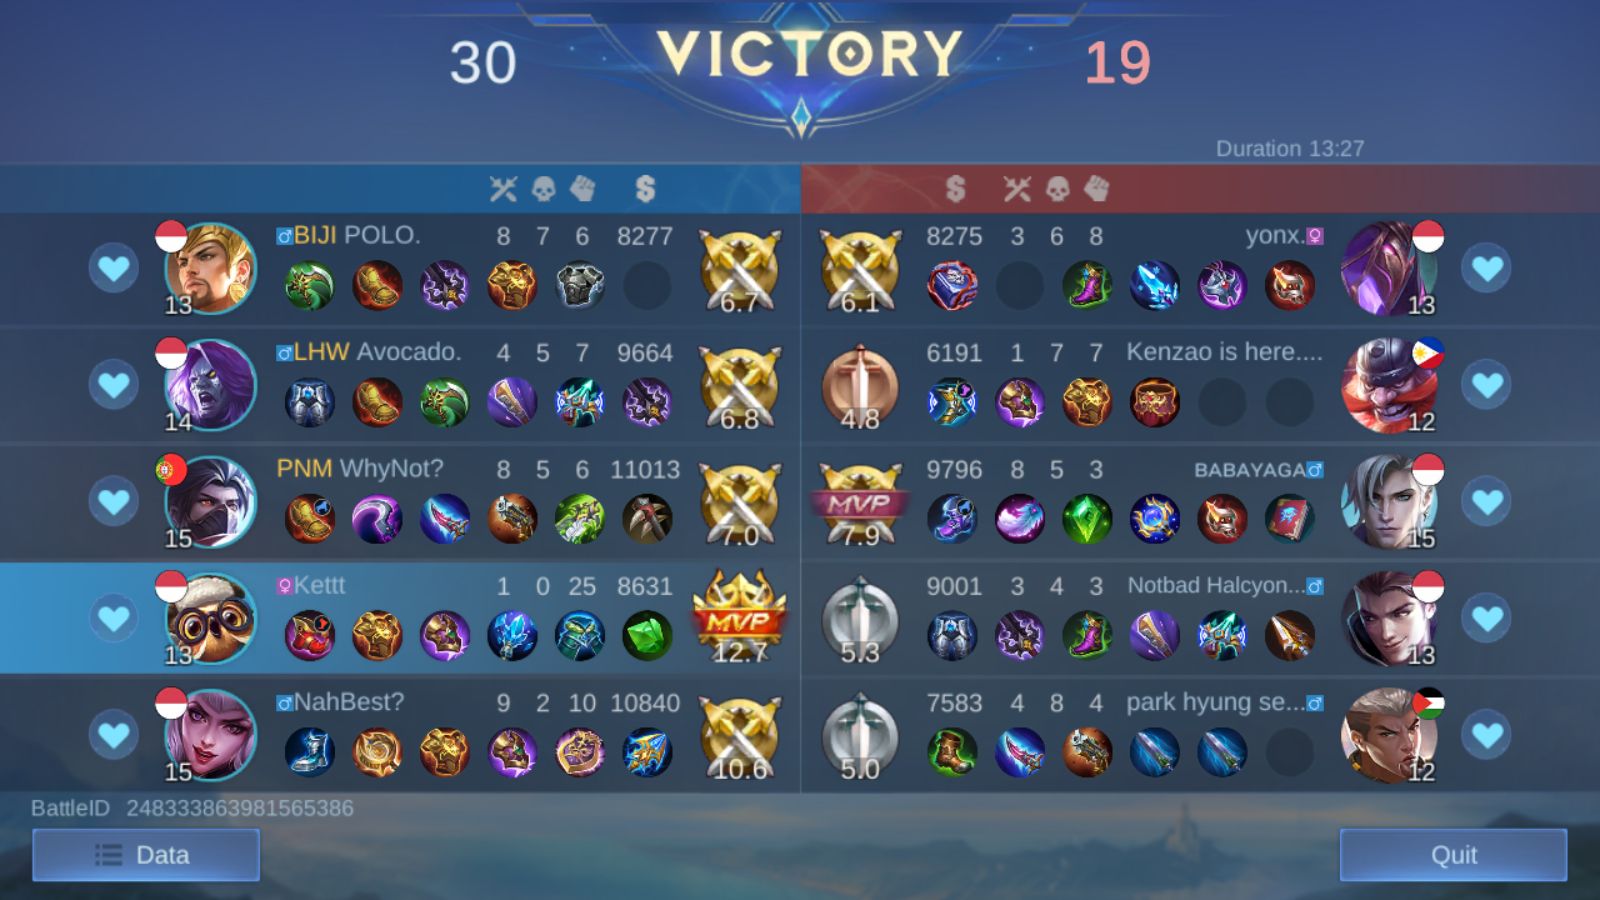 30 VICTORY 19
Duration 13:27
BIJI POLO. 8 7 6 8277
13 6.7
8275 3 6 8 yonx.
6.1 13
LHW Avocado. 4 5 7 9664
14 6.8
6191 1 7 7 Kenzao is here....
4.8 12
PNM WhyNot? 8 5 6 11013
15 7.0
9796 8 5 3 BABAYAGA
MVP 7.9 15
Kettt 1 0 25 8631
13 MVP 12.7
9001 3 4 3 Notbad Halcyon...
5.3 13
NahBest? 9 2 10 10840
15 10.6
7583 4 8 4 park hyung se...
5.0 12
BattleID 248333863981565386
Data Quit